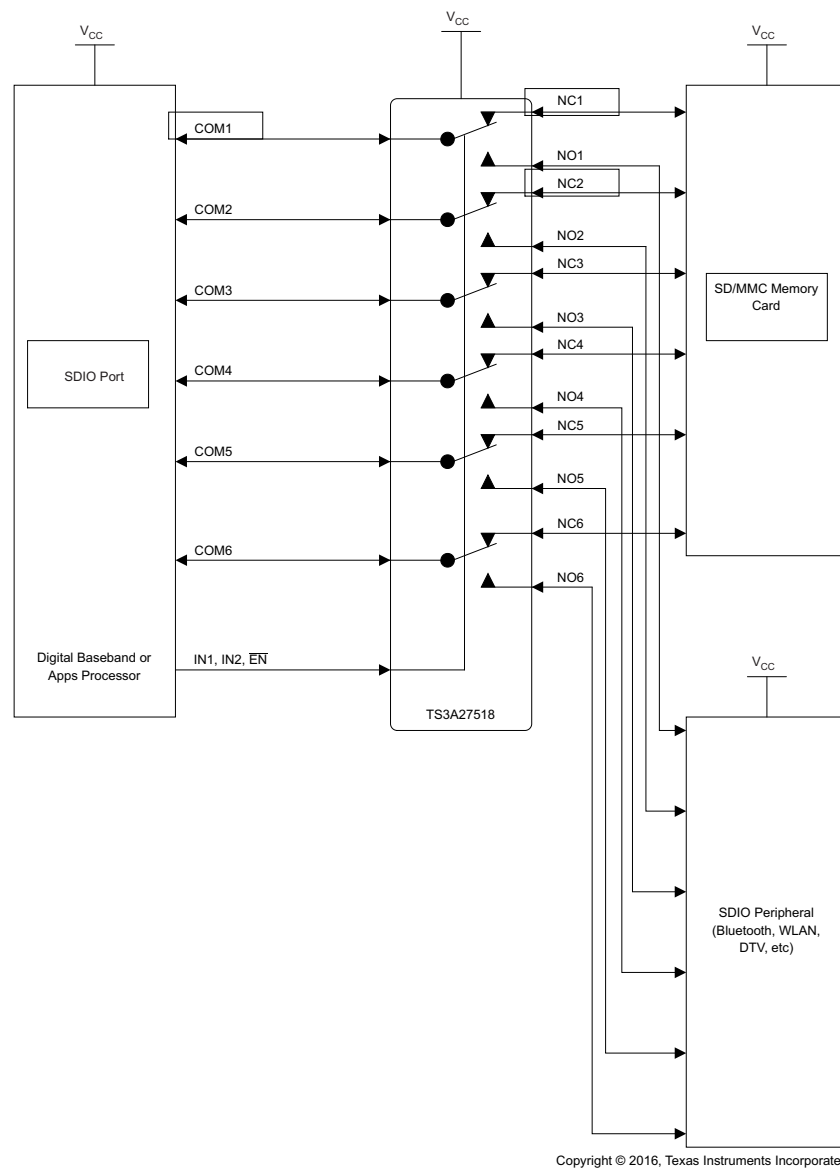 VCC
VCC
VCC
COM1
NC1
NO1
COM2
NC2
NO2
COM3
NC3
SD/MMC Memory
Card
NO3
SDIO Port
COM4
NC4
NO4
COM5
NC5
NO5
COM6
NC6
NO6
Digital Baseband or
Apps Processor
IN1, IN2, E̅N̅
VCC
TS3A27518
SDIO Peripheral
(Bluetooth, WLAN,
DTV, etc)
Copyright © 2016, Texas Instruments Incorporate